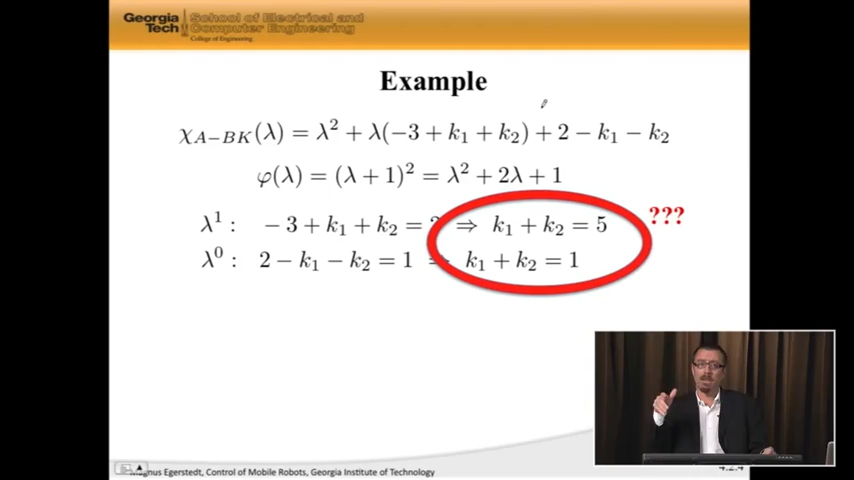 Georgia Tech School of Electrical and Computer Engineering
College of Engineering
Example
χ_{A−BK}(λ) = λ² + λ(−3 + k₁ + k₂) + 2 − k₁ − k₂
φ(λ) = (λ + 1)² = λ² + 2λ + 1
λ¹ : − 3 + k₁ + k₂ = ⇒ k₁ + k₂ = 5 ???
λ⁰ : 2 − k₁ − k₂ = 1 ⇒ k₁ + k₂ = 1
Magnus Egerstedt, Control of Mobile Robots, Georgia Institute of Technology
4.2.4